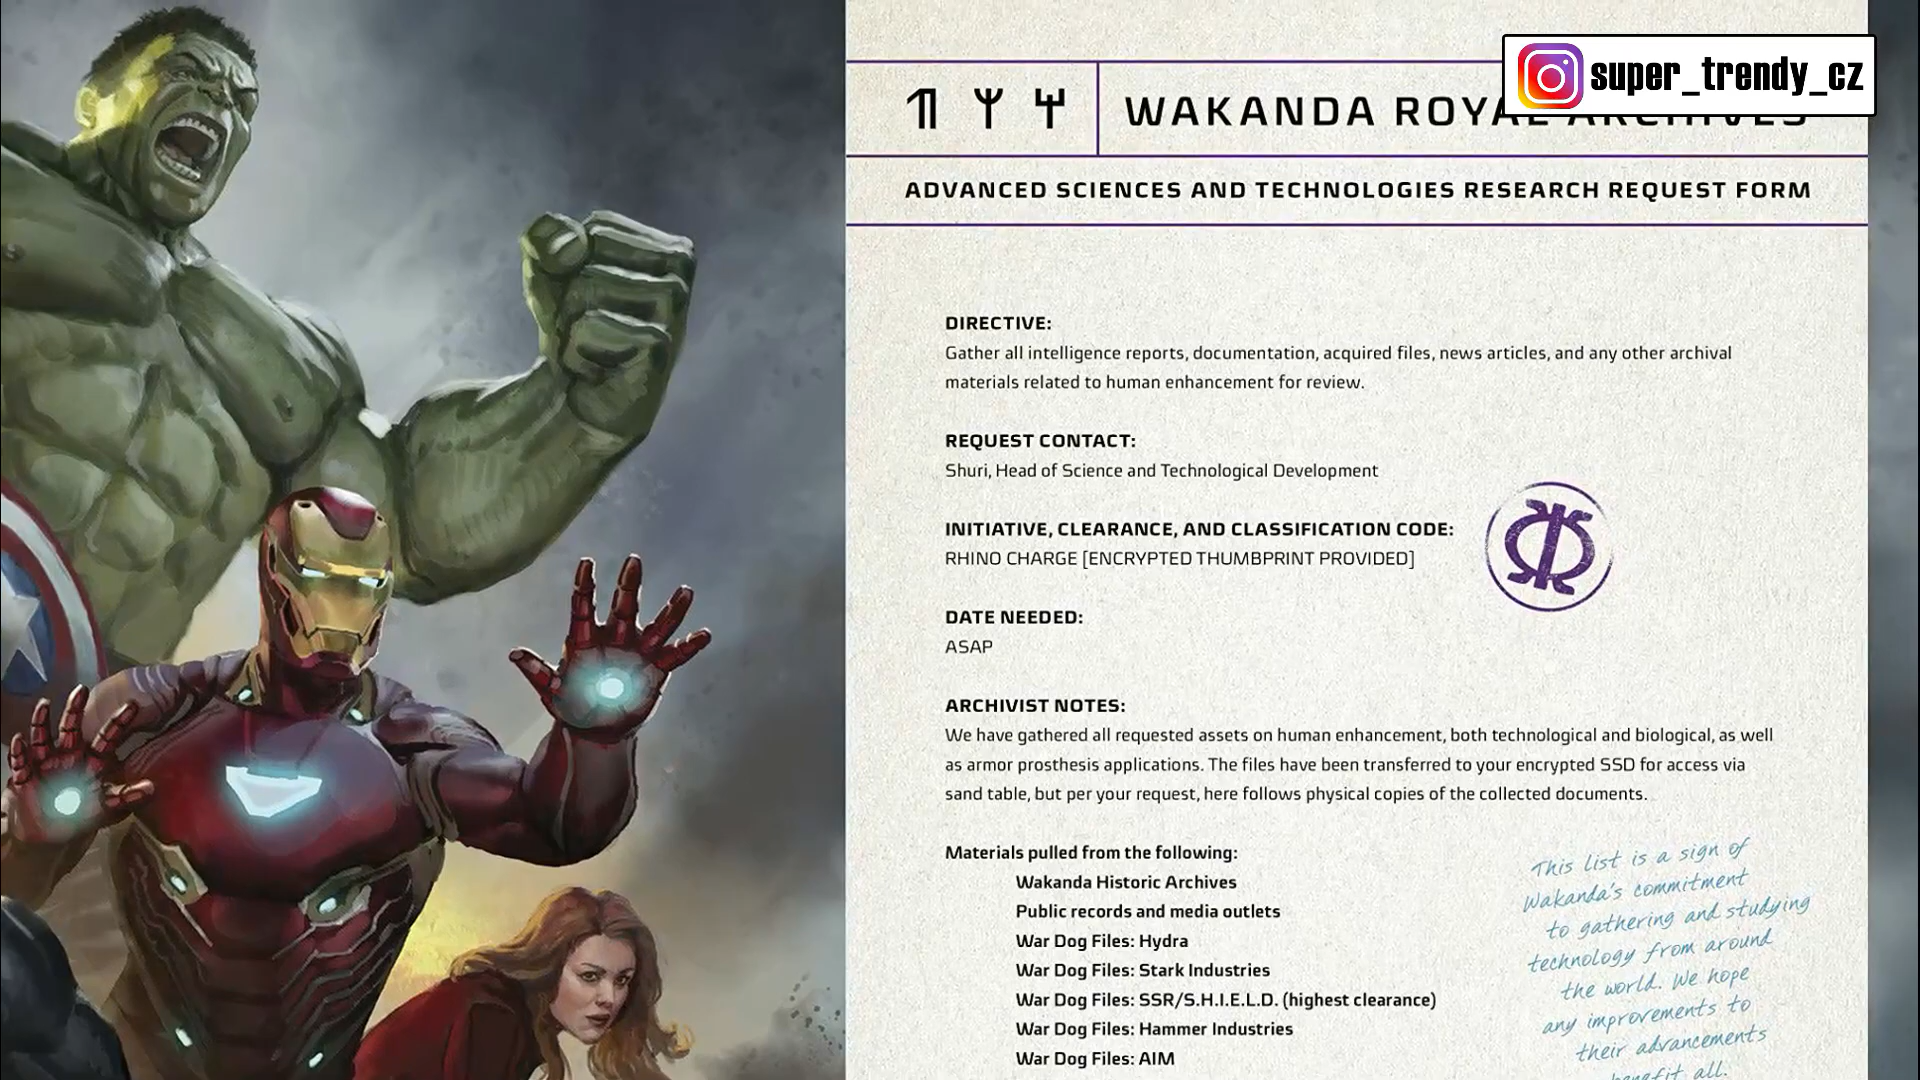 super_trendy_cz
WAKANDA ROYAL ARCHIVES
ADVANCED SCIENCES AND TECHNOLOGIES RESEARCH REQUEST FORM
DIRECTIVE:
Gather all intelligence reports, documentation, acquired files, news articles, and any other archival
materials related to human enhancement for review.
REQUEST CONTACT:
Shuri, Head of Science and Technological Development
INITIATIVE, CLEARANCE, AND CLASSIFICATION CODE:
RHINO CHARGE [ENCRYPTED THUMBPRINT PROVIDED]
DATE NEEDED:
ASAP
ARCHIVIST NOTES:
We have gathered all requested assets on human enhancement, both technological and biological, as well
as armor prosthesis applications. The files have been transferred to your encrypted SSD for access via
sand table, but per your request, here follows physical copies of the collected documents.
Materials pulled from the following:
Wakanda Historic Archives
Public records and media outlets
War Dog Files: Hydra
War Dog Files: Stark Industries
War Dog Files: SSR/S.H.I.E.L.D. (highest clearance)
War Dog Files: Hammer Industries
War Dog Files: AIM
This list is a sign of
Wakanda's commitment
to gathering and studying
technology from around
the world. We hope
any improvements to
their advancements
benefit all.